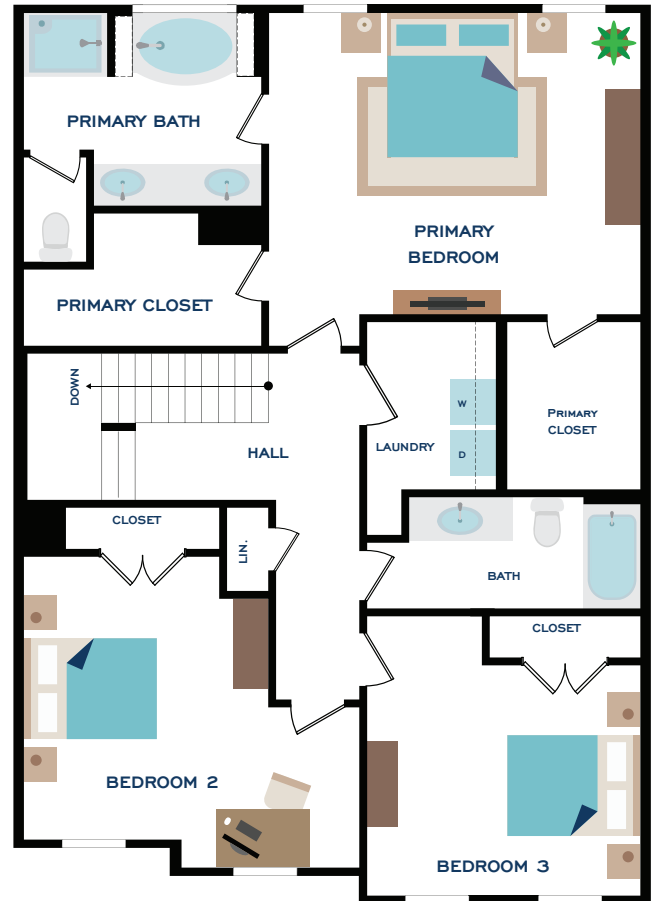 PRIMARY BATH
PRIMARY
BEDROOM
PRIMARY CLOSET
DOWN
HALL
LAUNDRY
W
D
PRIMARY
CLOSET
CLOSET
LIN.
BATH
CLOSET
BEDROOM 2
BEDROOM 3